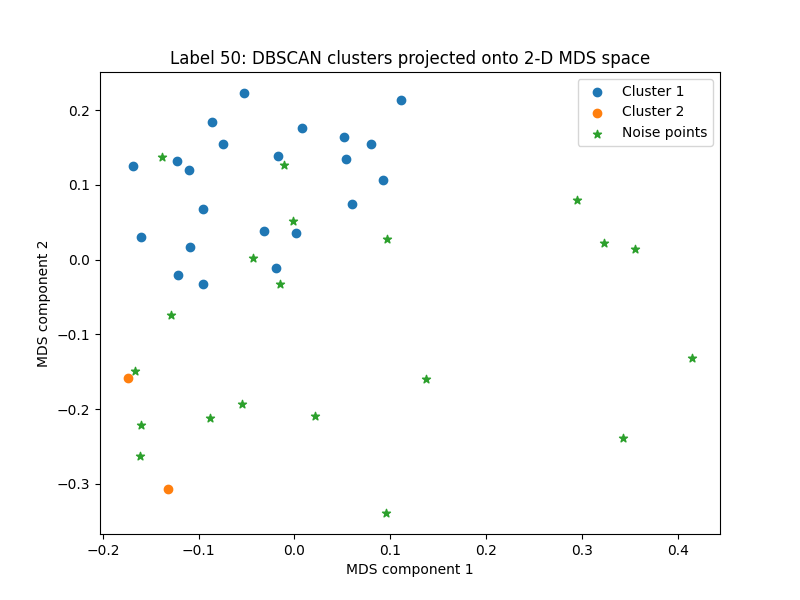 Label 50: DBSCAN clusters projected onto 2-D MDS space
Cluster 1
Cluster 2
Noise points
MDS component 2
0.2
0.1
0.0
−0.1
−0.2
−0.3
−0.2 −0.1 0.0 0.1 0.2 0.3 0.4
MDS component 1